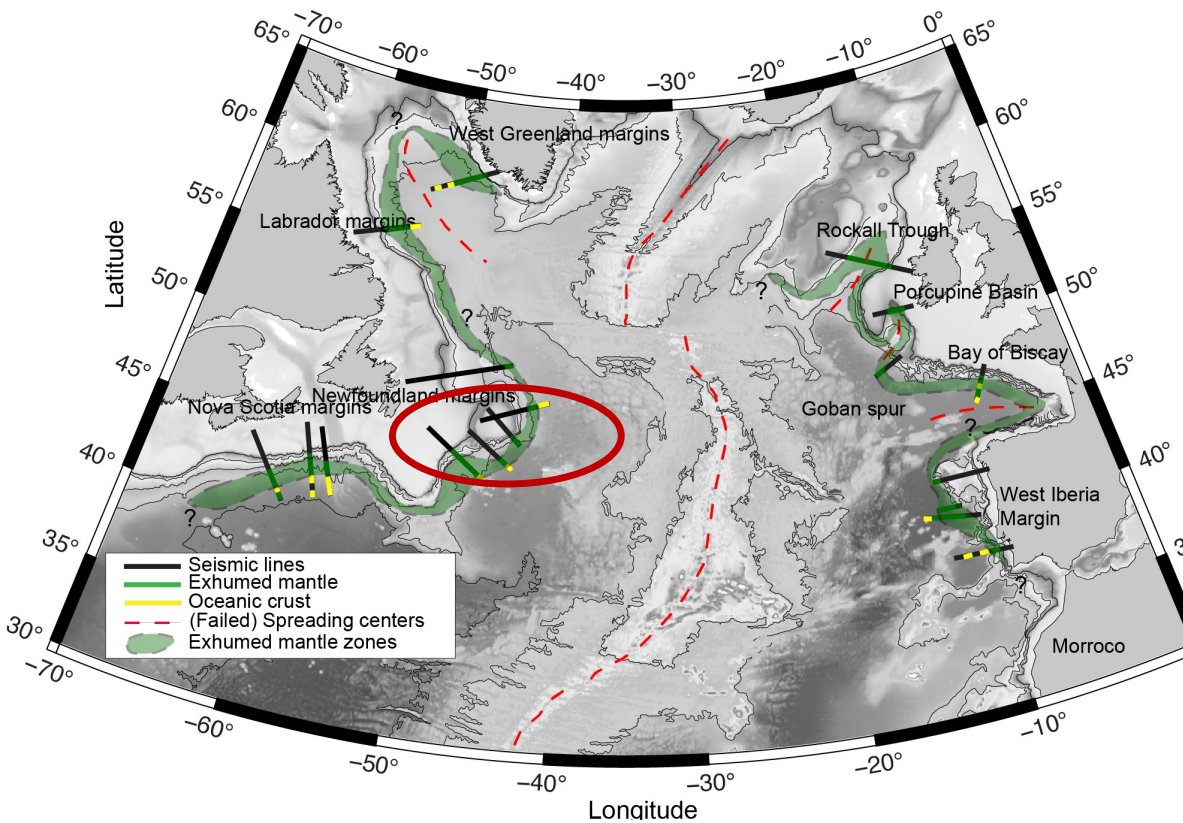 −70°
−60°
−50°
−40°
−30°
−20°
−10°
0°
65°
65°
60°
60°
55°
55°
50°
50°
45°
45°
40°
40°
35°
3
30°
−70°
−60°
−50°
−40°
−30°
−20°
−10°
Latitude
Longitude
?
West Greenland margins
Labrador margins
Rockall Trough
?
Porcupine Basin
?
Bay of Biscay
Newfoundland margins
Nova Scotia margins
Goban spur
?
West Iberia
Margin
?
?
Morroco
Seismic lines
Exhumed mantle
Oceanic crust
(Failed) Spreading centers
Exhumed mantle zones